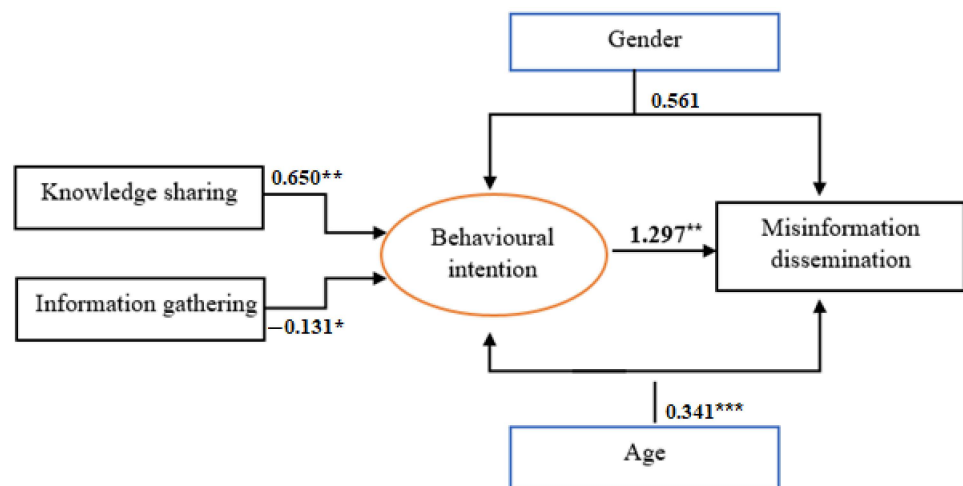 Gender
0.561
Knowledge sharing
0.650**
Behavioural
intention
1.297**
Misinformation
dissemination
Information gathering
−0.131*
0.341***
Age